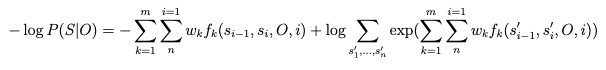 $-\log P(S|O) = -\sum_{k=1}^{m}\sum_{n}^{i=1} w_k f_k(s_{i-1}, s_i, O, i) + \log \sum_{s'_1,\ldots,s'_n} \exp(\sum_{k=1}^{m}\sum_{n}^{i=1} w_k f_k(s'_{i-1}, s'_i, O, i))$